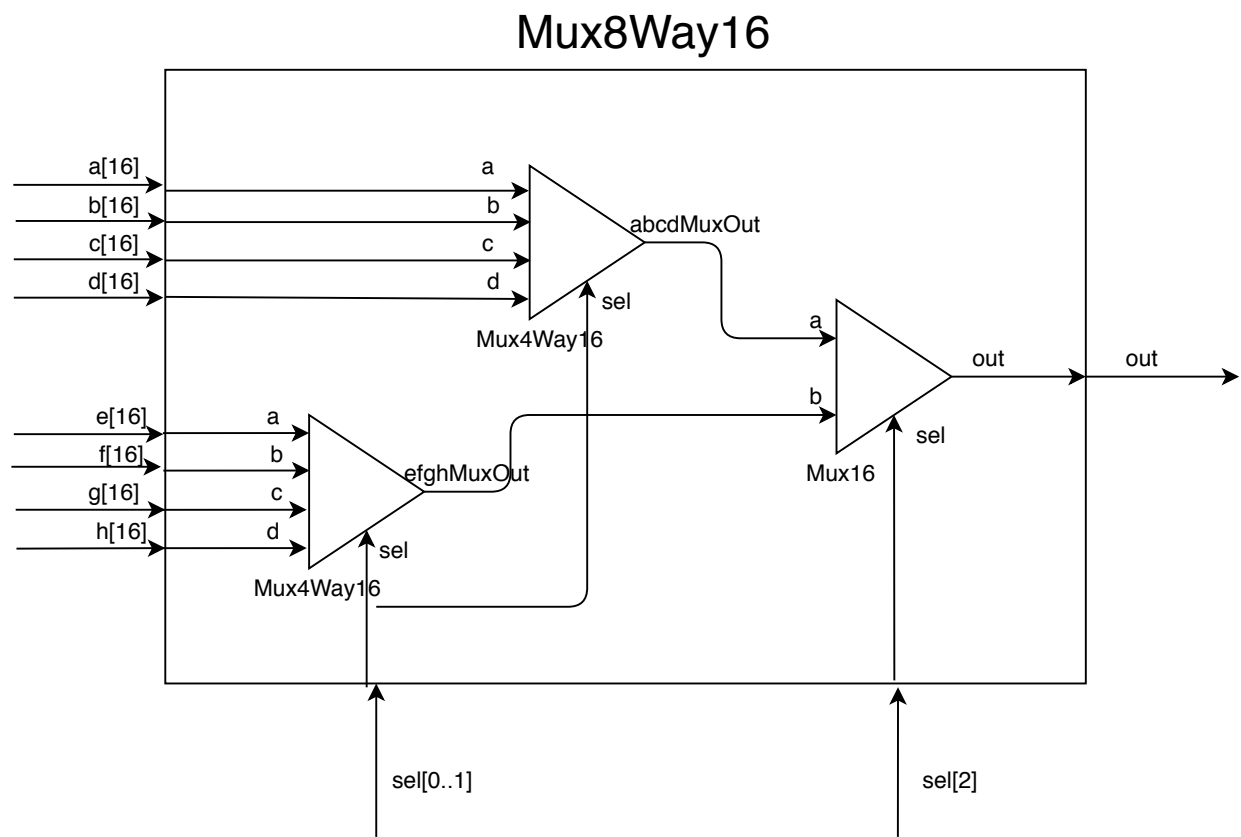 Mux8Way16
a[16]
a
b[16]
b
abcdMuxOut
c[16]
c
d[16]
d
sel
Mux4Way16
a
out
out
b
e[16]
a
sel
f[16]
b
efghMuxOut
Mux16
g[16]
c
h[16]
d
sel
Mux4Way16
sel[0..1]
sel[2]